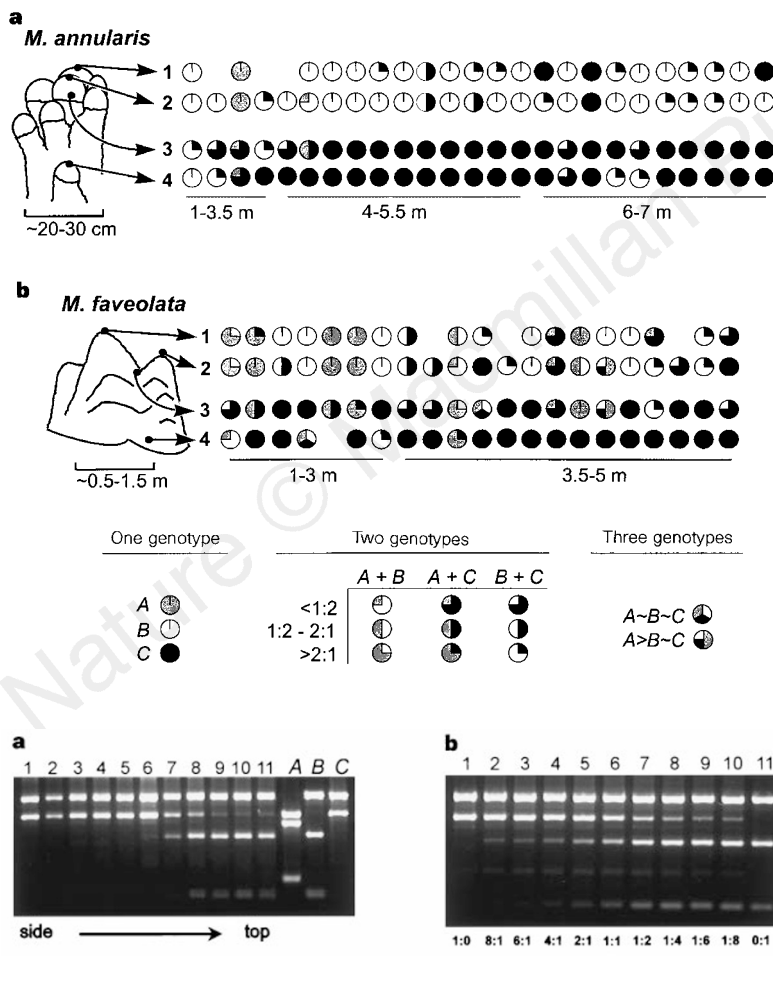 a
M. annularis
1
2
3
4
~20-30 cm
1-3.5 m 4-5.5 m 6-7 m
b
M. faveolata
1
2
3
4
~0.5-1.5 m
1-3 m 3.5-5 m
One genotype Two genotypes Three genotypes
A + B A + C B + C
A
B
C
<1:2
1:2 - 2:1
>2:1
A~B~C
A>B~C
a
1 2 3 4 5 6 7 8 9 10 11 A B C
side top
b
1 2 3 4 5 6 7 8 9 10 11
1:0 8:1 6:1 4:1 2:1 1:1 1:2 1:4 1:6 1:8 0:1
Nature © Macmillan P